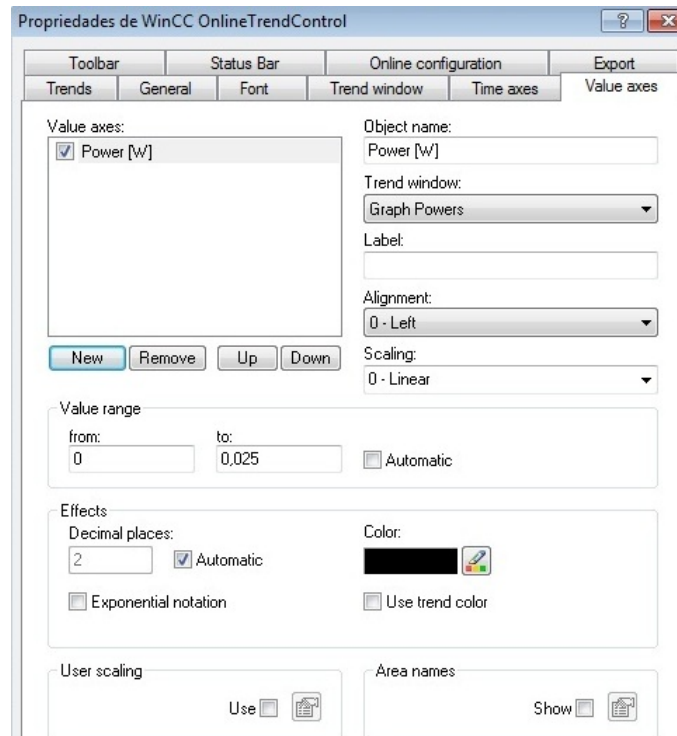 Propriedades de WinCC OnlineTrendControl
Toolbar Status Bar Online configuration Export
Trends General Font Trend window Time axes Value axes
Value axes:
Power [W]
New Remove Up Down
Object name:
Power [W]
Trend window:
Graph Powers
Label:
Alignment:
0 - Left
Scaling:
0 - Linear
Value range
from: to:
0 0,025 Automatic
Effects
Decimal places: Color:
2 Automatic
Exponential notation Use trend color
User scaling Area names
Use Show